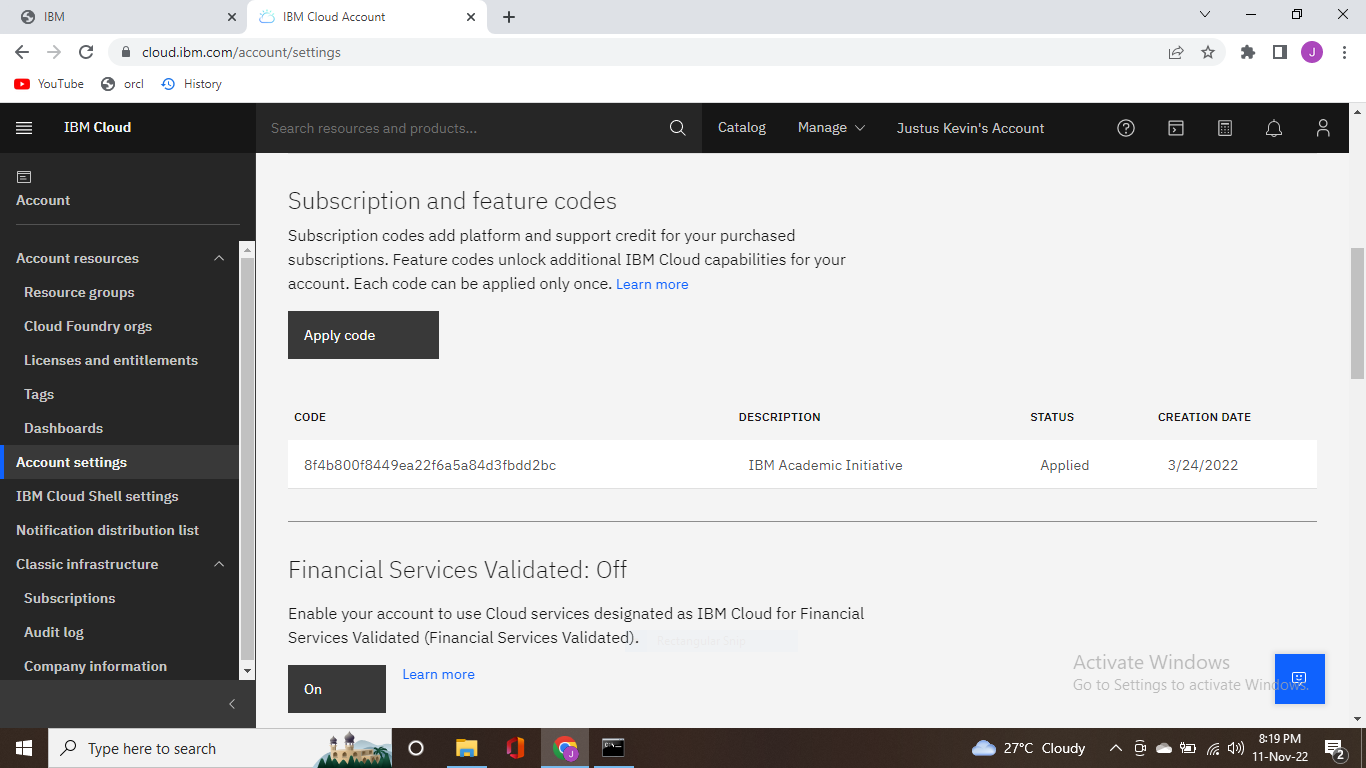 IBM
IBM Cloud Account
cloud.ibm.com/account/settings
J
YouTube
orcl
History
IBM Cloud
Search resources and products...
Catalog
Manage
Justus Kevin's Account
Account
Account resources
Resource groups
Cloud Foundry orgs
Licenses and entitlements
Tags
Dashboards
Account settings
IBM Cloud Shell settings
Notification distribution list
Classic infrastructure
Subscriptions
Audit log
Company information
Subscription and feature codes
Subscription codes add platform and support credit for your purchased
subscriptions. Feature codes unlock additional IBM Cloud capabilities for your
account. Each code can be applied only once. Learn more
Apply code
CODE DESCRIPTION STATUS CREATION DATE
8f4b800f8449ea22f6a5a84d3fbdd2bc IBM Academic Initiative Applied 3/24/2022
Financial Services Validated: Off
Enable your account to use Cloud services designated as IBM Cloud for Financial
Services Validated (Financial Services Validated).
Rectangular Snip
On
Learn more
Activate Windows
Go to Settings to activate Windows.
Type here to search
J
27°C Cloudy
8:19 PM
11-Nov-22
2